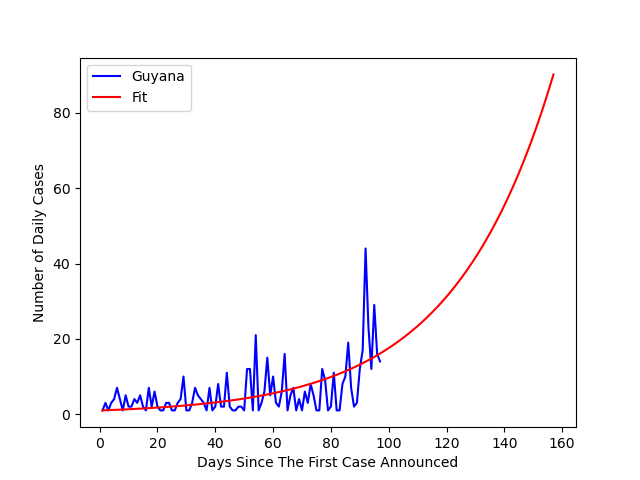 Guyana
Fit
Number of Daily Cases
80
60
40
20
0
0 20 40 60 80 100 120 140 160
Days Since The First Case Announced